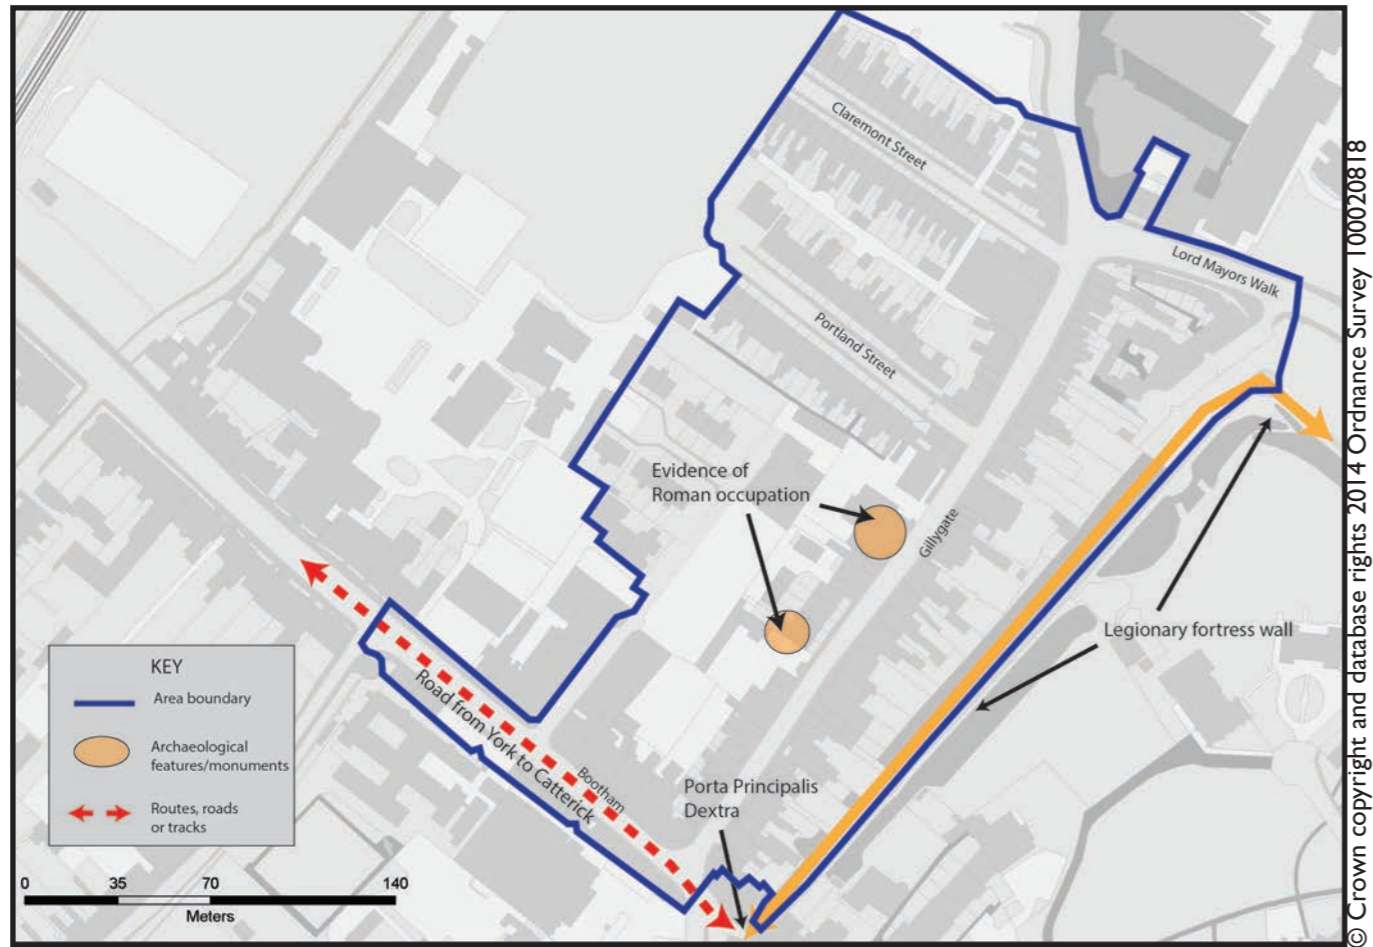 Claremont Street
Lord Mayors Walk
Portland Street
Evidence of
Roman occupation
Gillygate
Legionary fortress wall
Road from York to Catterick
Bootham
Porta Principalis
Dextra
KEY
Area boundary
Archaeological
features/monuments
Routes, roads
or tracks
0 35 70 140
Meters
© Crown copyright and database rights 2014 Ordnance Survey 100020818